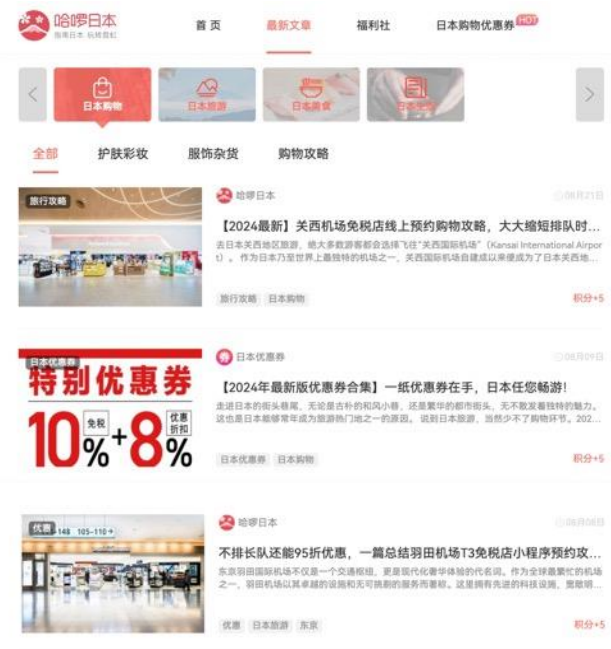 哈啰日本
指南日本 玩转霓虹
首 页
最新文章
福利社
日本购物优惠券
HOT
日本购物
日本旅游
日本美食
全部
护肤彩妆
服饰杂货
购物攻略
旅行攻略
哈啰日本
08月21日
【2024最新】关西机场免税店线上预约购物攻略，大大缩短排队时...
去日本关西地区旅游，绝大多数游客都会选择飞往“关西国际机场”（Kansai International Airpor
t）。 作为日本乃至世界上最独特的机场之一，关西国际机场自建成以来便成为了日本关西地...
旅行攻略 日本购物
积分+5
日本优惠券
特别优惠券
10%+8%
免税
优惠
折扣
日本优惠券
08月09日
【2024年最新版优惠券合集】一纸优惠券在手，日本任您畅游!
走进日本的街头巷尾，无论是古朴的和风小巷，还是繁华的都市街头，无不散发着独特的魅力。
这也是日本能够常年成为旅游热门地之一的原因。 说到日本旅游，当然少不了购物环节。202...
日本优惠券 日本购物
积分+5
优惠
148 105-110
哈啰日本
08月08日
不排长队还能95折优惠，一篇总结羽田机场T3免税店小程序预约攻...
东京羽田国际机场不仅是一个交通枢纽，更是现代化奢华体验的代名词。作为全球最繁忙的机场
之一，羽田机场以其卓越的设施和无可挑剔的服务而著称。这里拥有先进的科技设施、宽敞明...
优惠 日本旅游 东京
积分+5